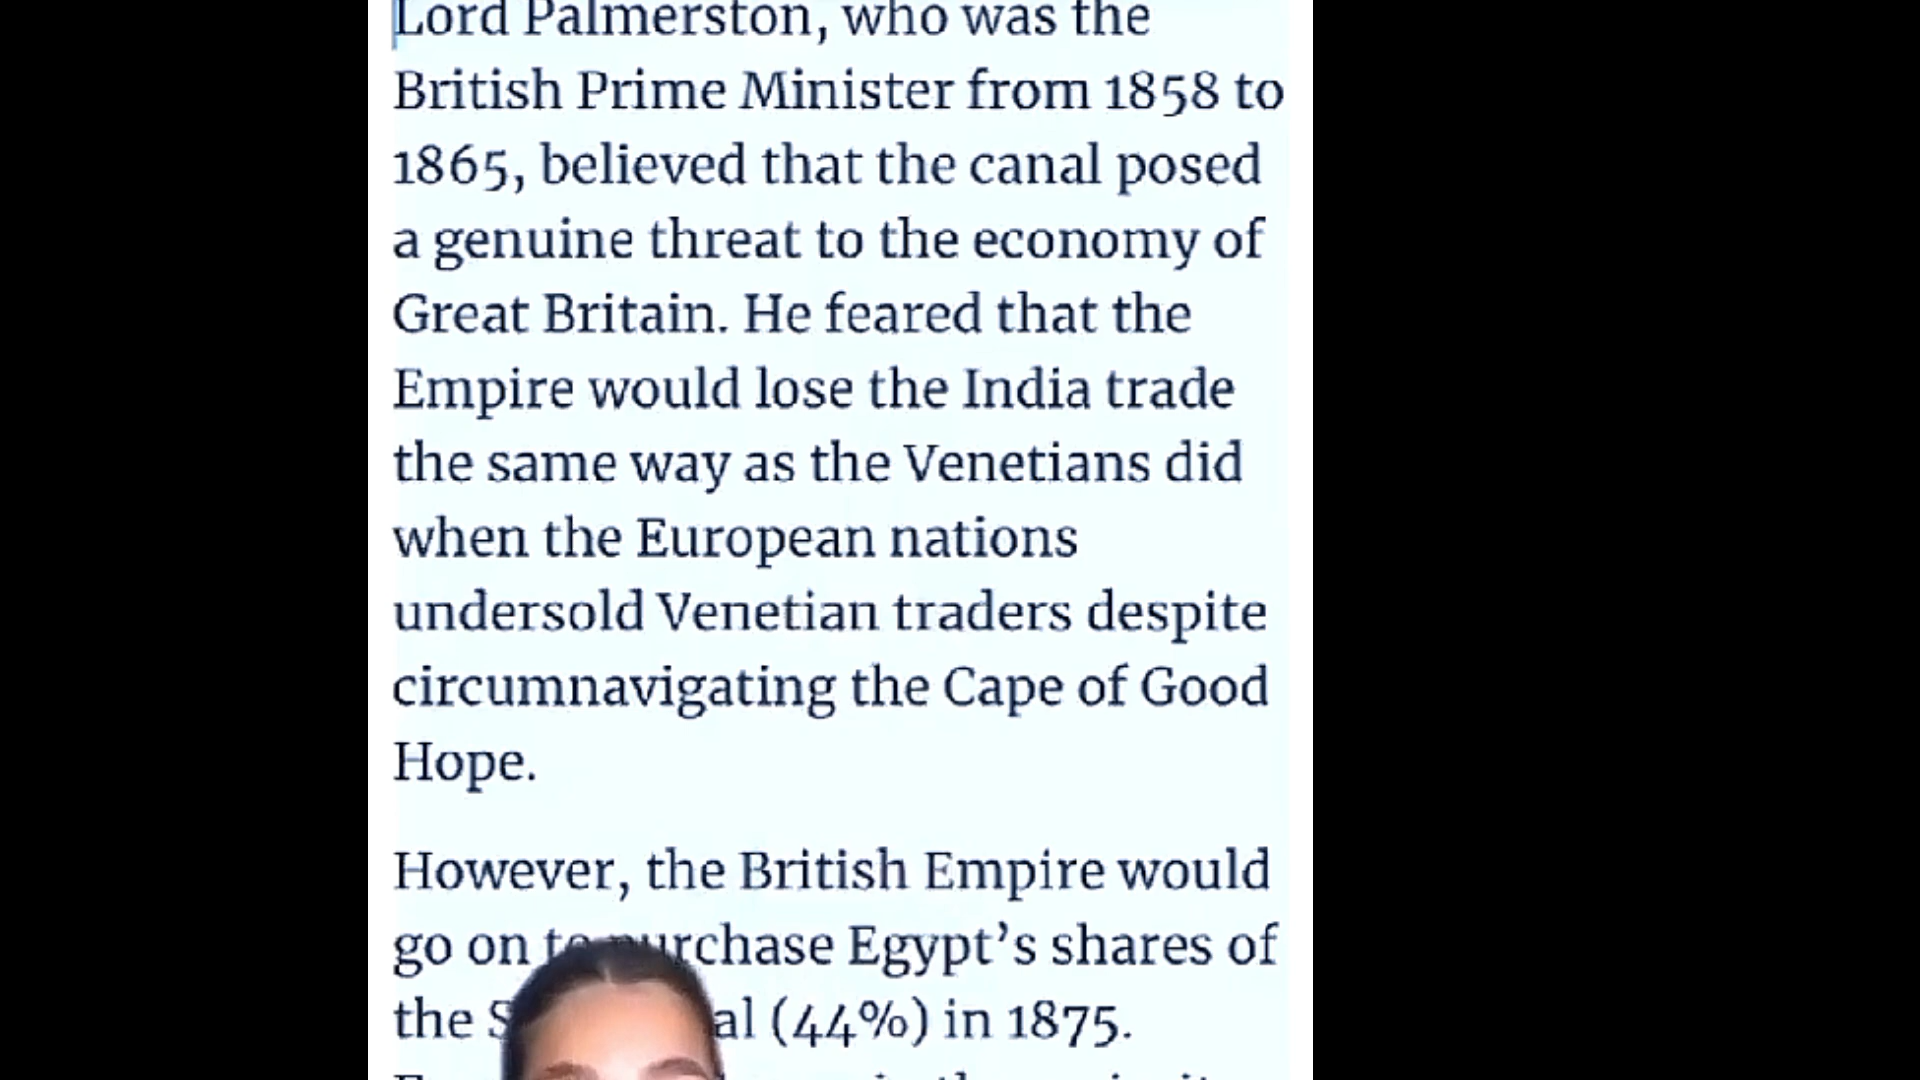 Lord Palmerston, who was the
British Prime Minister from 1858 to
1865, believed that the canal posed
a genuine threat to the economy of
Great Britain. He feared that the
Empire would lose the India trade
the same way as the Venetians did
when the European nations
undersold Venetian traders despite
circumnavigating the Cape of Good
Hope.
However, the British Empire would
go on to purchase Egypt’s shares of
the (44%) in 1875.